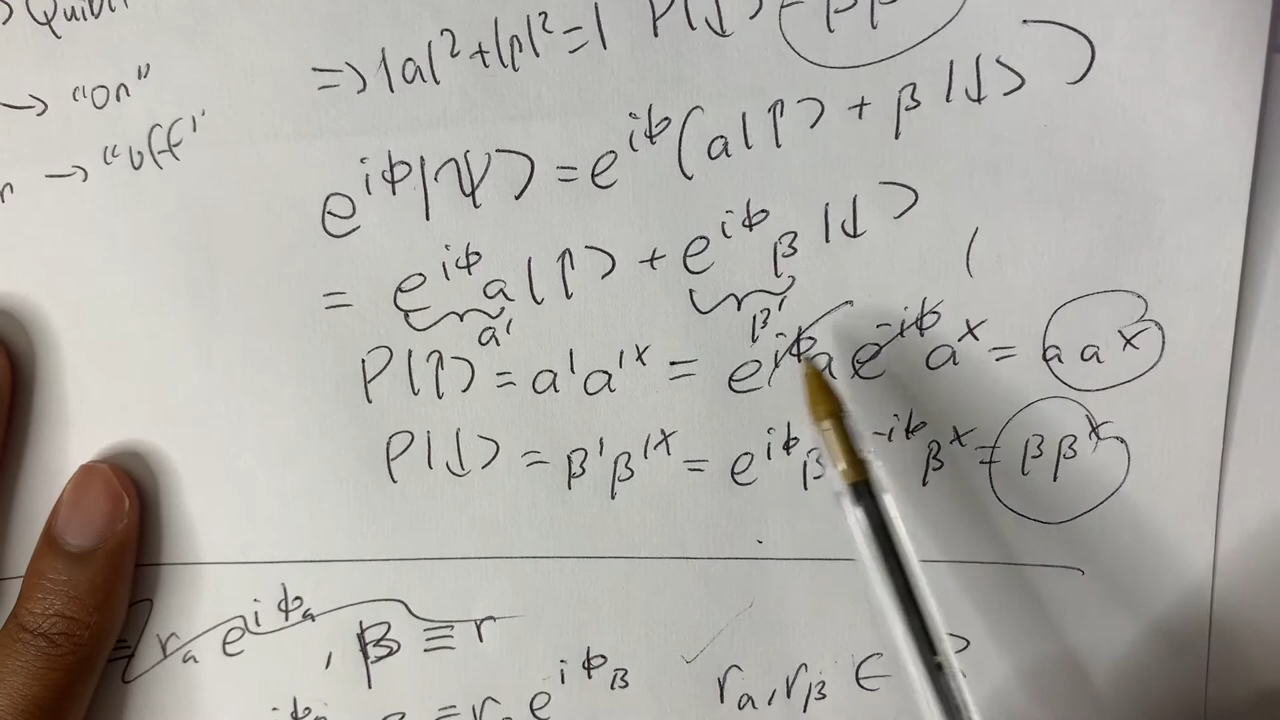 Qubit
→ "on"
→ "off"
⇒ |a|² + |β|² = 1 P(↓) = ββ
e^{iφ}|ψ⟩ = e^{iφ}(a|↑⟩ + β|↓⟩)
= e^{iφ}a|↑⟩ + e^{iφ}β|↓⟩ (
a' β'
P(↑) = a'a'* = e^{iφ}a e^{-iφ}a* = aa*
P(↓) = β'β'* = e^{iφ}β e^{-iφ}β* = ββ*
≡ r_a e^{iφ_a} , β ≡ r
≡ r e^{iφ_β} r_a, r_β ∈